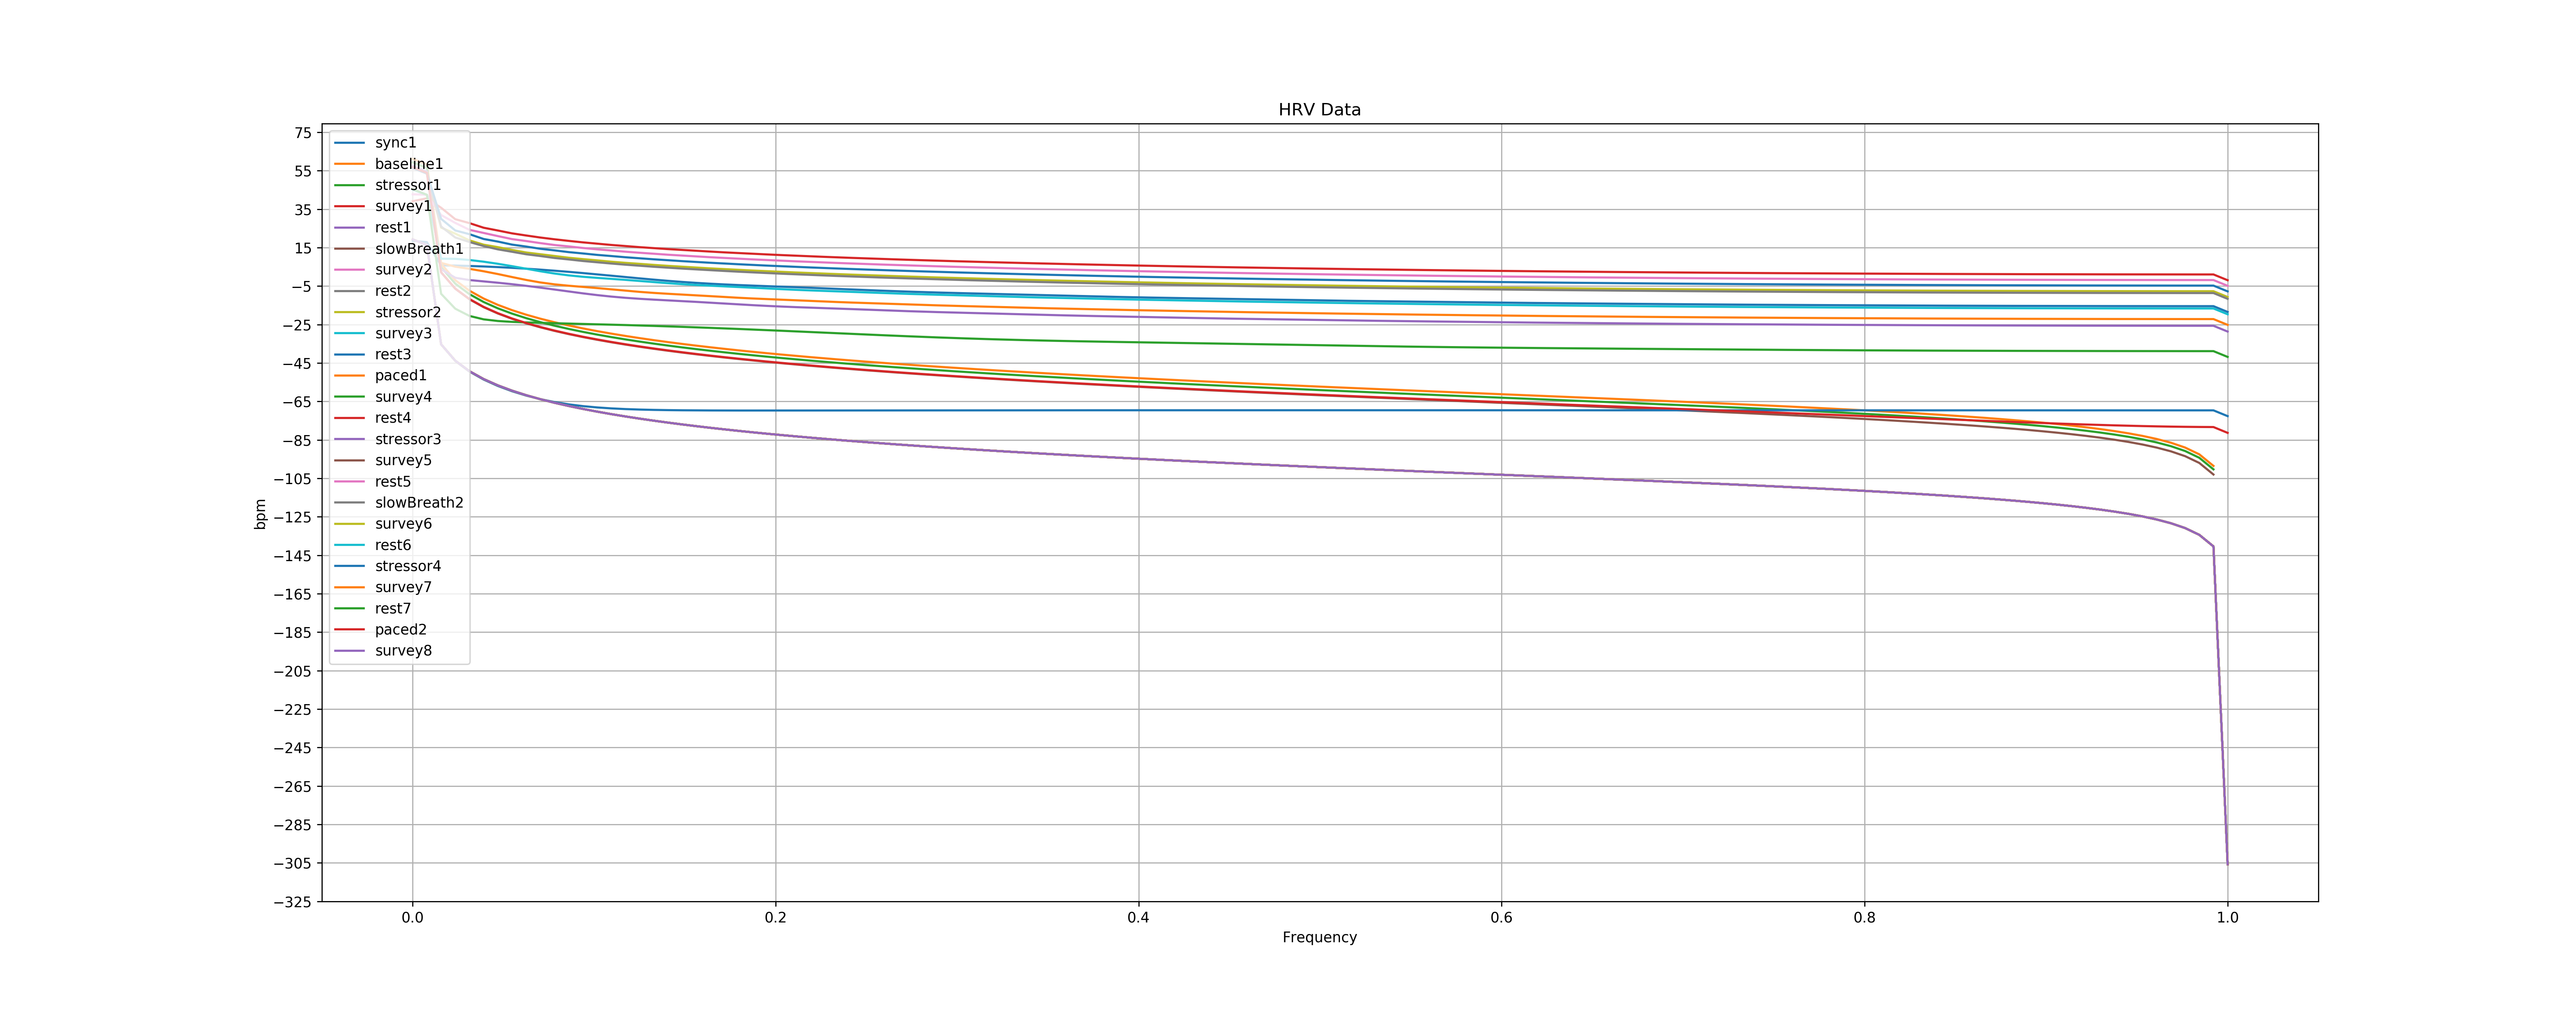 HRV Data
75
55
35
15
−5
−25
−45
−65
−85
−105
−125
−145
−165
−185
−205
−225
−245
−265
−285
−305
−325
bpm
sync1
baseline1
stressor1
survey1
rest1
slowBreath1
survey2
rest2
stressor2
survey3
rest3
paced1
survey4
rest4
stressor3
survey5
rest5
slowBreath2
survey6
rest6
stressor4
survey7
rest7
paced2
survey8
0.0 0.2 0.4 0.6 0.8 1.0
Frequency